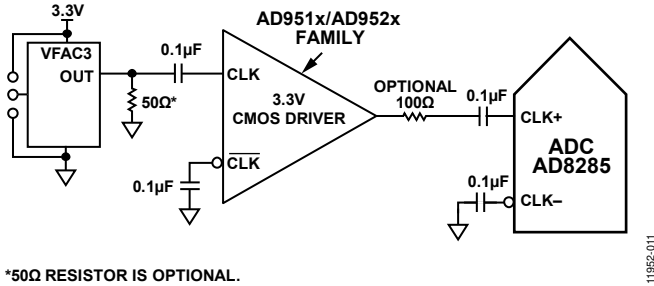 3.3V
VFAC3
OUT
50Ω*
0.1µF
0.1µF
AD951x/AD952x
FAMILY
CLK
3.3V
CMOS DRIVER
CLK
OPTIONAL
100Ω
0.1µF
0.1µF
CLK+
ADC
AD8285
CLK–
*50Ω RESISTOR IS OPTIONAL.
11952-011